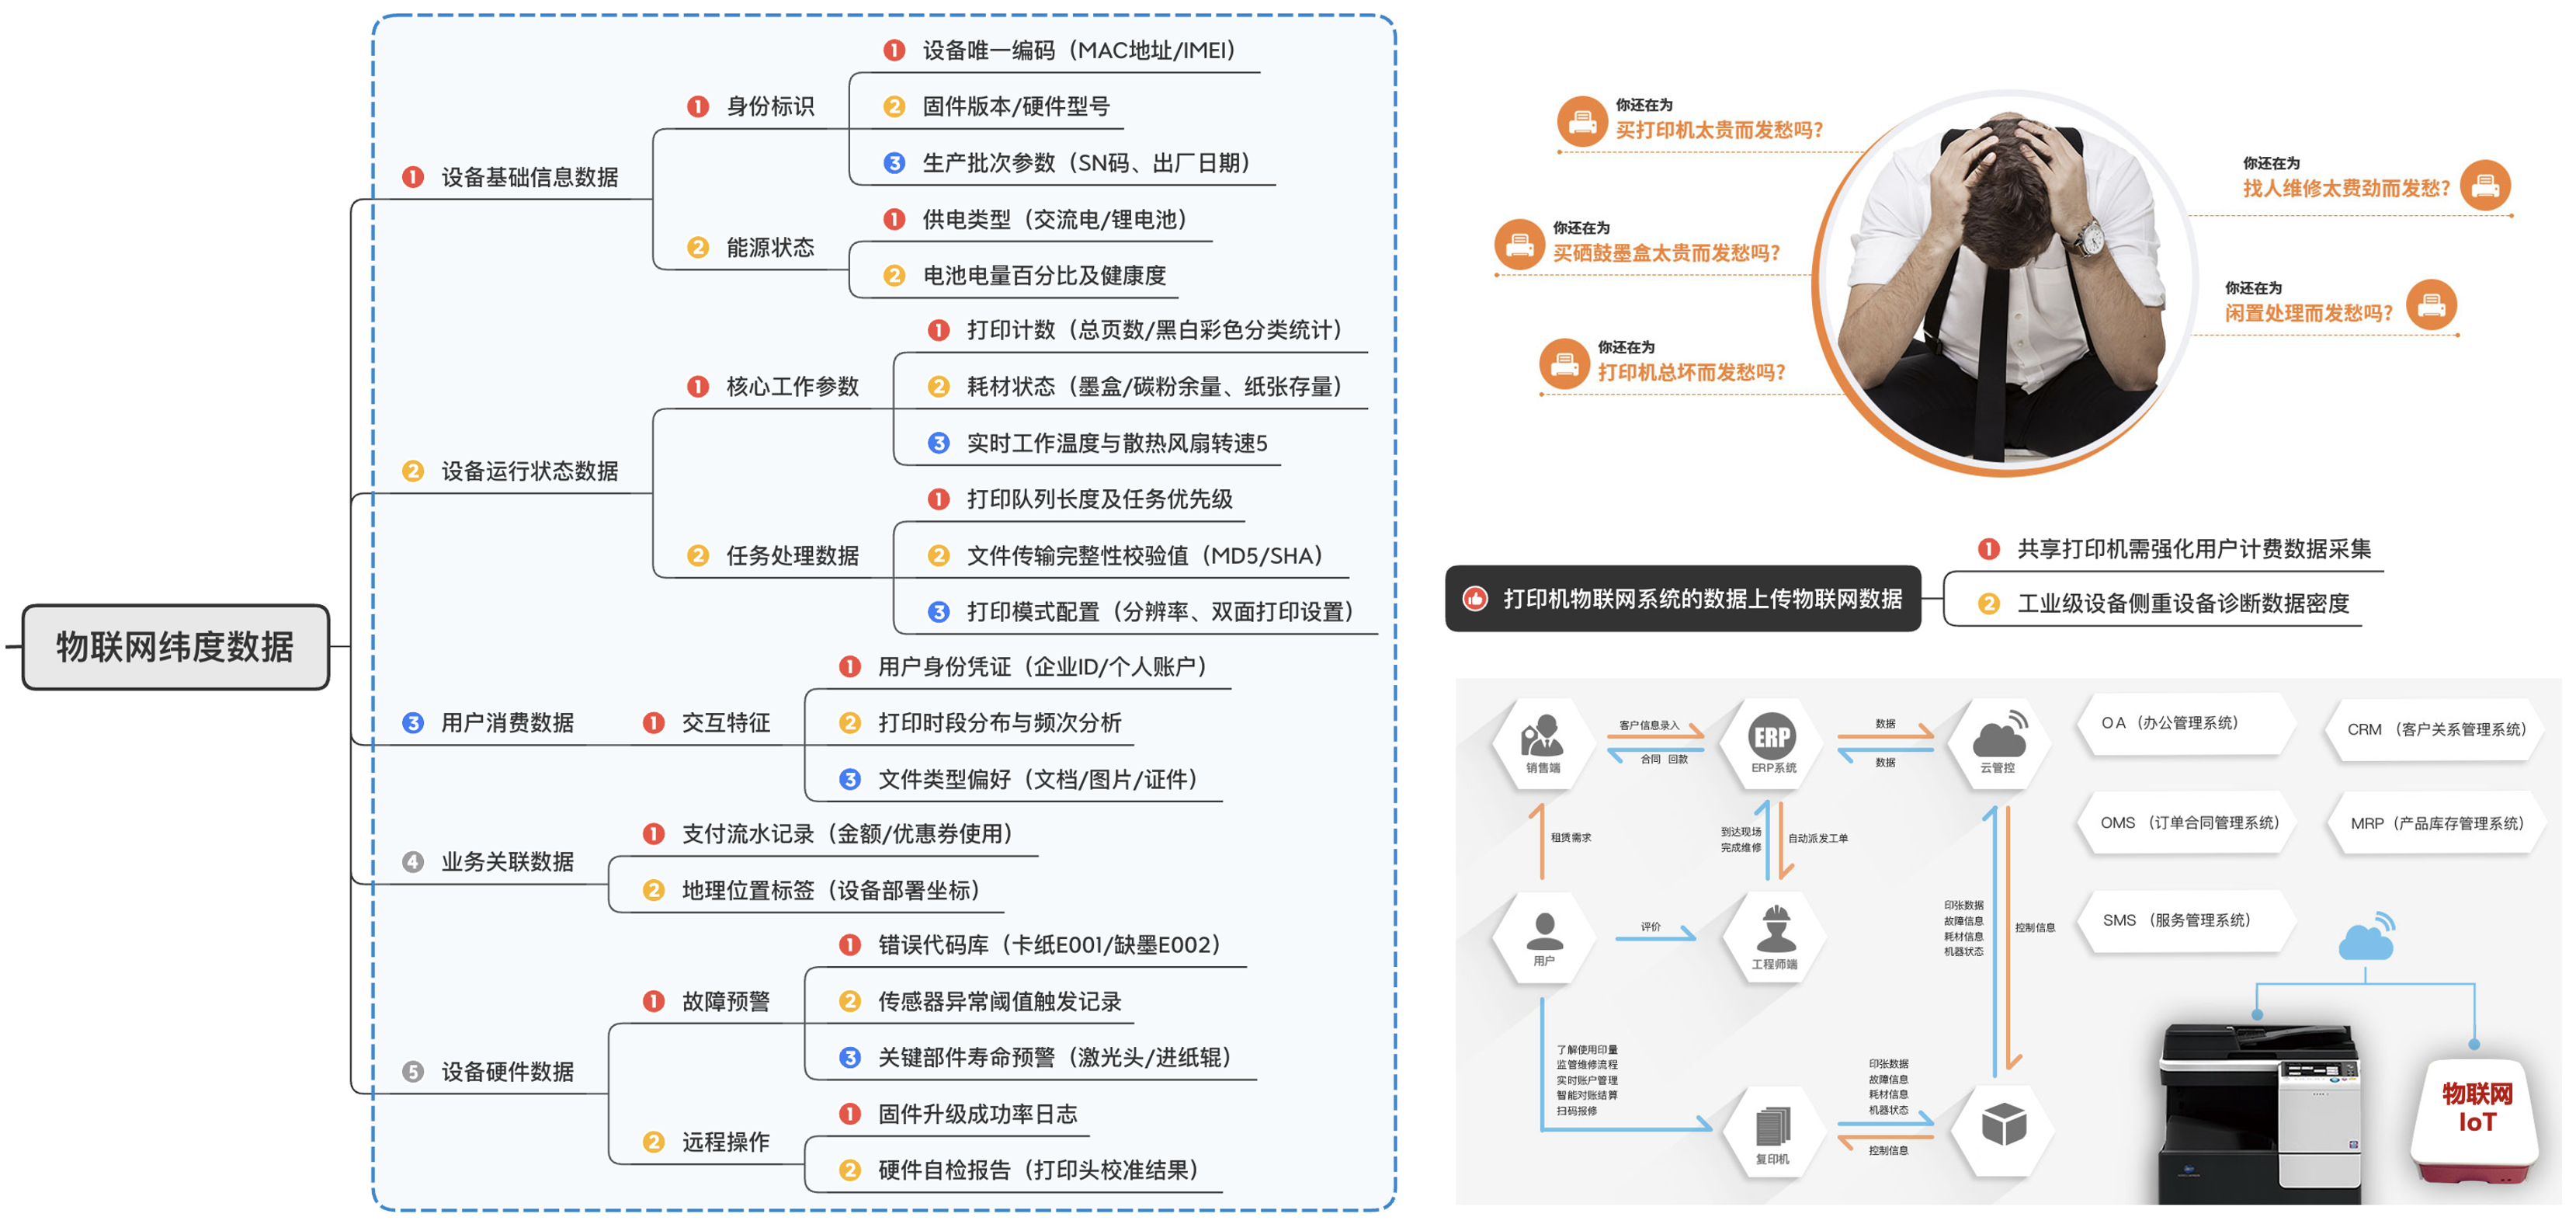 物联网纬度数据
1 设备基础信息数据
1 身份标识
1 设备唯一编码（MAC地址/IMEI）
2 固件版本/硬件型号
3 生产批次参数（SN码、出厂日期）
2 能源状态
1 供电类型（交流电/锂电池）
2 电池电量百分比及健康度
2 设备运行状态数据
1 核心工作参数
1 打印计数（总页数/黑白彩色分类统计）
2 耗材状态（墨盒/碳粉余量、纸张存量）
3 实时工作温度与散热风扇转速5
2 任务处理数据
1 打印队列长度及任务优先级
2 文件传输完整性校验值（MD5/SHA）
3 打印模式配置（分辨率、双面打印设置）
3 用户消费数据
1 交互特征
1 用户身份凭证（企业ID/个人账户）
2 打印时段分布与频次分析
3 文件类型偏好（文档/图片/证件）
4 业务关联数据
1 支付流水记录（金额/优惠券使用）
2 地理位置标签（设备部署坐标）
5 设备硬件数据
1 故障预警
1 错误代码库（卡纸E001/缺墨E002）
2 传感器异常阈值触发记录
3 关键部件寿命预警（激光头/进纸辊）
2 远程操作
1 固件升级成功率日志
2 硬件自检报告（打印头校准结果）
你还在为
买打印机太贵而发愁吗？
你还在为
买硒鼓墨盒太贵而发愁吗？
你还在为
打印机总坏而发愁吗？
你还在为
找人维修太费劲而发愁？
你还在为
闲置处理而发愁吗？
打印机物联网系统的数据上传物联网数据
1 共享打印机需强化用户计费数据采集
2 工业级设备侧重设备诊断数据密度
销售端
客户信息录入
合同 回款
ERP
ERP系统
数据
数据
云管控
租赁需求
到达现场
完成维修
自动派发工单
用户
评价
工程师端
印张数据
故障信息
耗材信息
机器状态
控制信息
了解使用印量
监管维修流程
实时账户管理
智能对账结算
扫码报修
复印机
印张数据
故障信息
耗材信息
机器状态
控制信息
OA（办公管理系统）
CRM （客户关系管理系统）
OMS （订单合同管理系统）
MRP（产品库存管理系统）
SMS （服务管理系统）
物联网
IoT